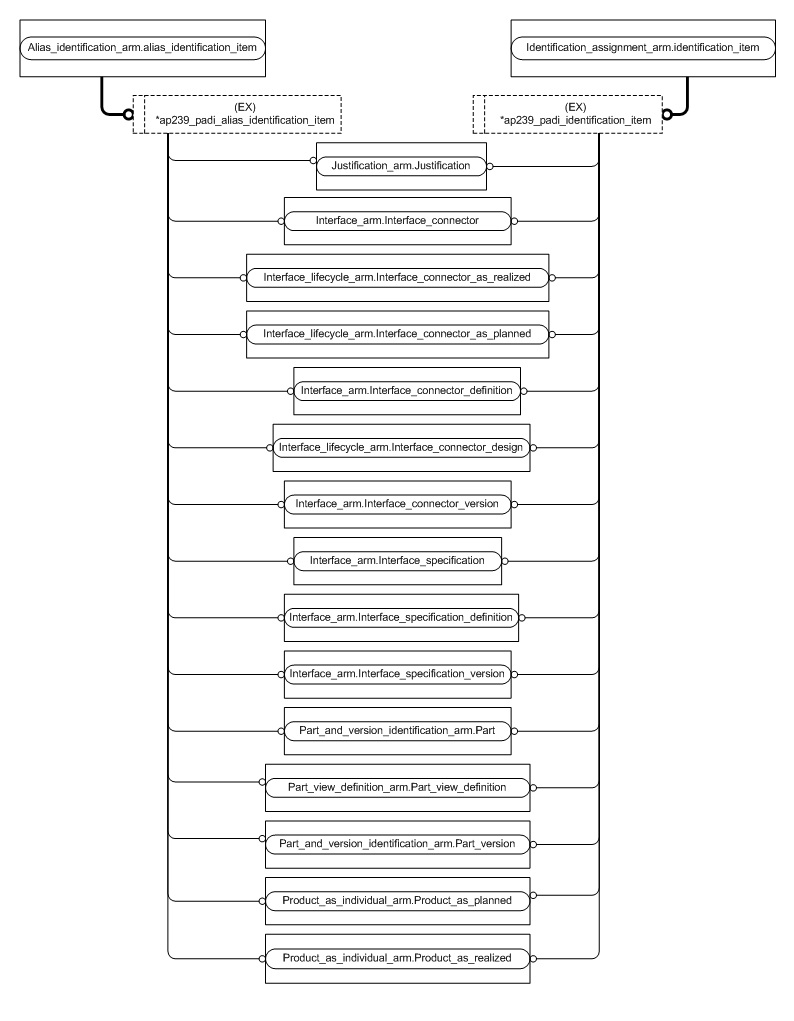 Alias_identification_arm.alias_identification_item
Identification_assignment_arm.identification_item
(EX)
*ap239_padi_alias_identification_item
(EX)
*ap239_padi_identification_item
Justification_arm.Justification
Interface_arm.Interface_connector
Interface_lifecycle_arm.Interface_connector_as_realized
Interface_lifecycle_arm.Interface_connector_as_planned
Interface_arm.Interface_connector_definition
Interface_lifecycle_arm.Interface_connector_design
Interface_arm.Interface_connector_version
Interface_arm.Interface_specification
Interface_arm.Interface_specification_definition
Interface_arm.Interface_specification_version
Part_and_version_identification_arm.Part
Part_view_definition_arm.Part_view_definition
Part_and_version_identification_arm.Part_version
Product_as_individual_arm.Product_as_planned
Product_as_individual_arm.Product_as_realized